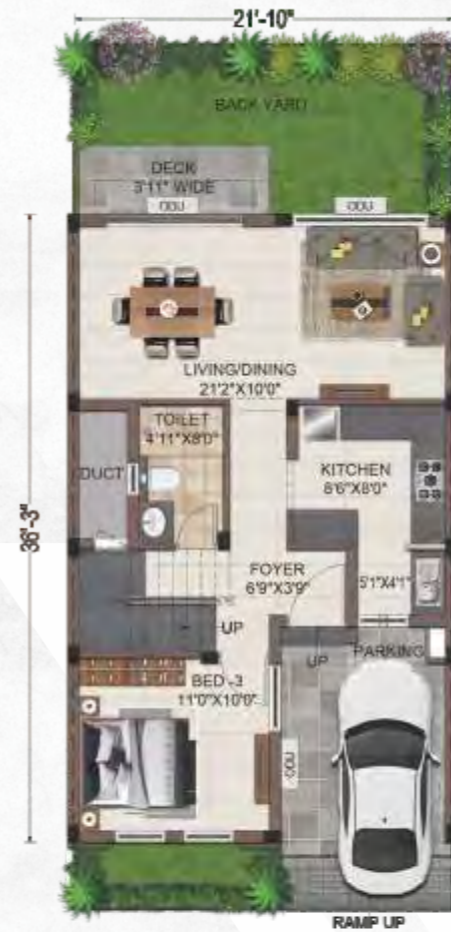 21'-10"
BACK YARD
DECK
3'11" WIDE
ODU
ODU
LIVING/DINING
21'2"X10'0"
TOILET
4'11"X8'0"
DUCT
KITCHEN
8'6"X8'0"
36'-3"
FOYER
6'9"X3'9"
5'1"X4'1"
UP
UP
PARKING
BED -3
11'0"X10'0"
ODU
RAMP UP